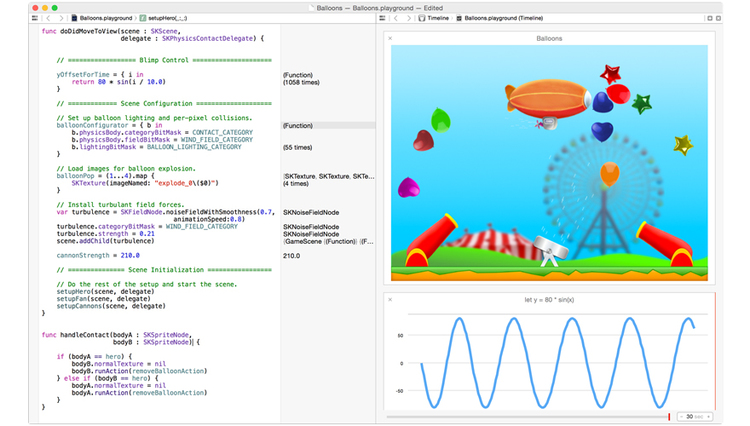 Balloons — Balloons.playground — Edited
Balloons.playground
setupHero(_:_:)
Timeline
Balloons.playground (Timeline)
func doDidMoveToView(scene : SKScene,
delegate : SKPhysicsContactDelegate) {
// ================= Blimp Control ====================
yOffsetForTime = { i in
return 80 * sin(i / 10.0)
}
(Function)
(1058 times)
// ============== Scene Configuration =================
// Set up balloon lighting and per-pixel collisions.
balloonConfigurator = { b in
b.physicsBody.categoryBitMask = CONTACT_CATEGORY
b.physicsBody.fieldBitMask = WIND_FIELD_CATEGORY
b.lightingBitMask = BALLOON_LIGHTING_CATEGORY
}
(Function)
(55 times)
// Load images for balloon explosion.
balloonPop = (1...4).map {
SKTexture(imageNamed: "explode_0\($0)")
}
[SKTexture, SKTexture, SKTe...
(4 times)
// Install turbulant field forces.
var turbulence = SKFieldNode.noiseFieldWithSmoothness(0.7,
animationSpeed:0.8)
turbulence.categoryBitMask = WIND_FIELD_CATEGORY
turbulence.strength = 0.21
scene.addChild(turbulence)
SKNoiseFieldNode
SKNoiseFieldNode
SKNoiseFieldNode
(GameScene (Function)) (F...
cannonStrength = 210.0
210.0
// ============== Scene Initialization ================
// Do the rest of the setup and start the scene.
setupHero(scene, delegate)
setupFan(scene, delegate)
setupCannons(scene, delegate)
}
func handleContact(bodyA : SKSpriteNode,
bodyB : SKSpriteNode) {
if (bodyA == hero) {
bodyB.normalTexture = nil
bodyB.runAction(removeBalloonAction)
} else if (bodyB == hero) {
bodyA.normalTexture = nil
bodyA.runAction(removeBalloonAction)
}
}
Balloons
let y = 80 * sin(x)
50
0
-50
- 30 sec +